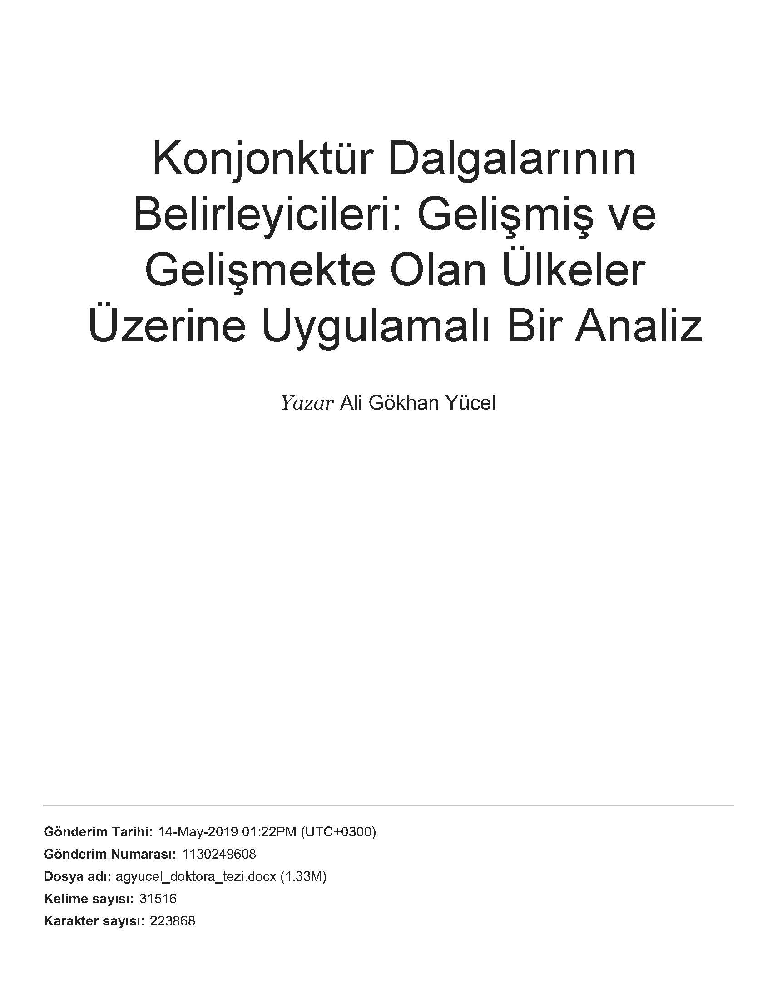 Konjonktür Dalgalarının
Belirleyicileri: Gelişmiş ve
Gelişmekte Olan Ülkeler
Üzerine Uygulamalı Bir Analiz
Yazar Ali Gökhan Yücel
Gönderim Tarihi: 14-May-2019 01:22PM (UTC+0300)
Gönderim Numarası: 1130249608
Dosya adı: agyucel_doktora_tezi.docx (1.33M)
Kelime sayısı: 31516
Karakter sayısı: 223868